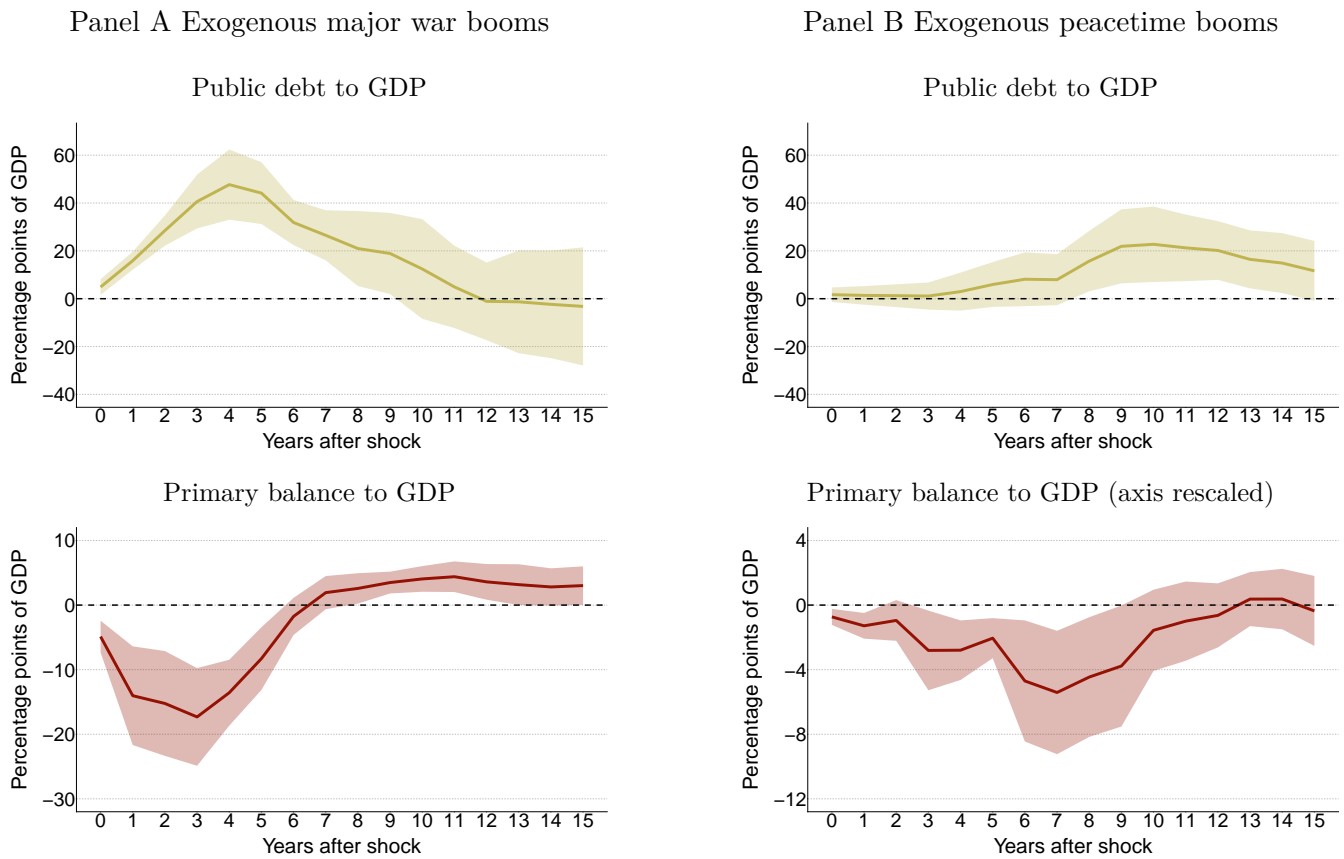 Panel A Exogenous major war booms
Public debt to GDP
Percentage points of GDP
60
40
20
0
−20
−40
0 1 2 3 4 5 6 7 8 9 10 11 12 13 14 15
Years after shock
Primary balance to GDP
Percentage points of GDP
10
0
−10
−20
−30
0 1 2 3 4 5 6 7 8 9 10 11 12 13 14 15
Years after shock
Panel B Exogenous peacetime booms
Public debt to GDP
Percentage points of GDP
60
40
20
0
−20
−40
0 1 2 3 4 5 6 7 8 9 10 11 12 13 14 15
Years after shock
Primary balance to GDP (axis rescaled)
Percentage points of GDP
4
0
−4
−8
−12
0 1 2 3 4 5 6 7 8 9 10 11 12 13 14 15
Years after shock